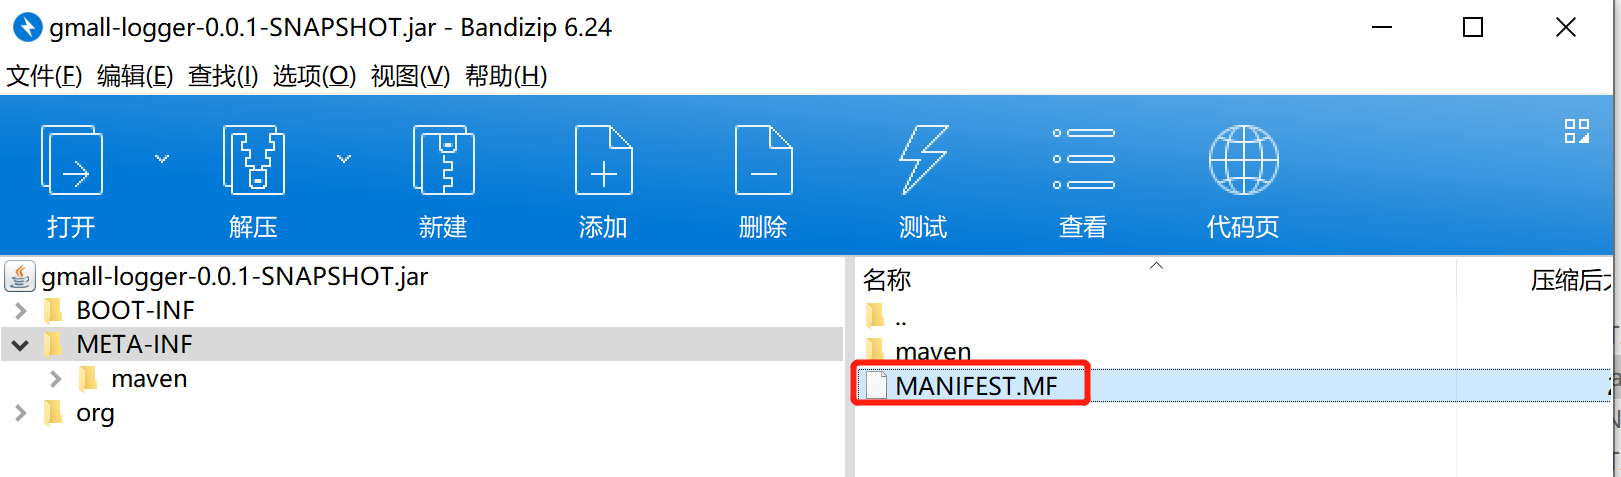 gmall-logger-0.0.1-SNAPSHOT.jar - Bandizip 6.24
文件(F) 编辑(E) 查找(I) 选项(O) 视图(V) 帮助(H)
打开 解压 新建 添加 删除 测试 查看 代码页
gmall-logger-0.0.1-SNAPSHOT.jar
BOOT-INF
META-INF
maven
org
名称 压缩后
..
maven
MANIFEST.MF